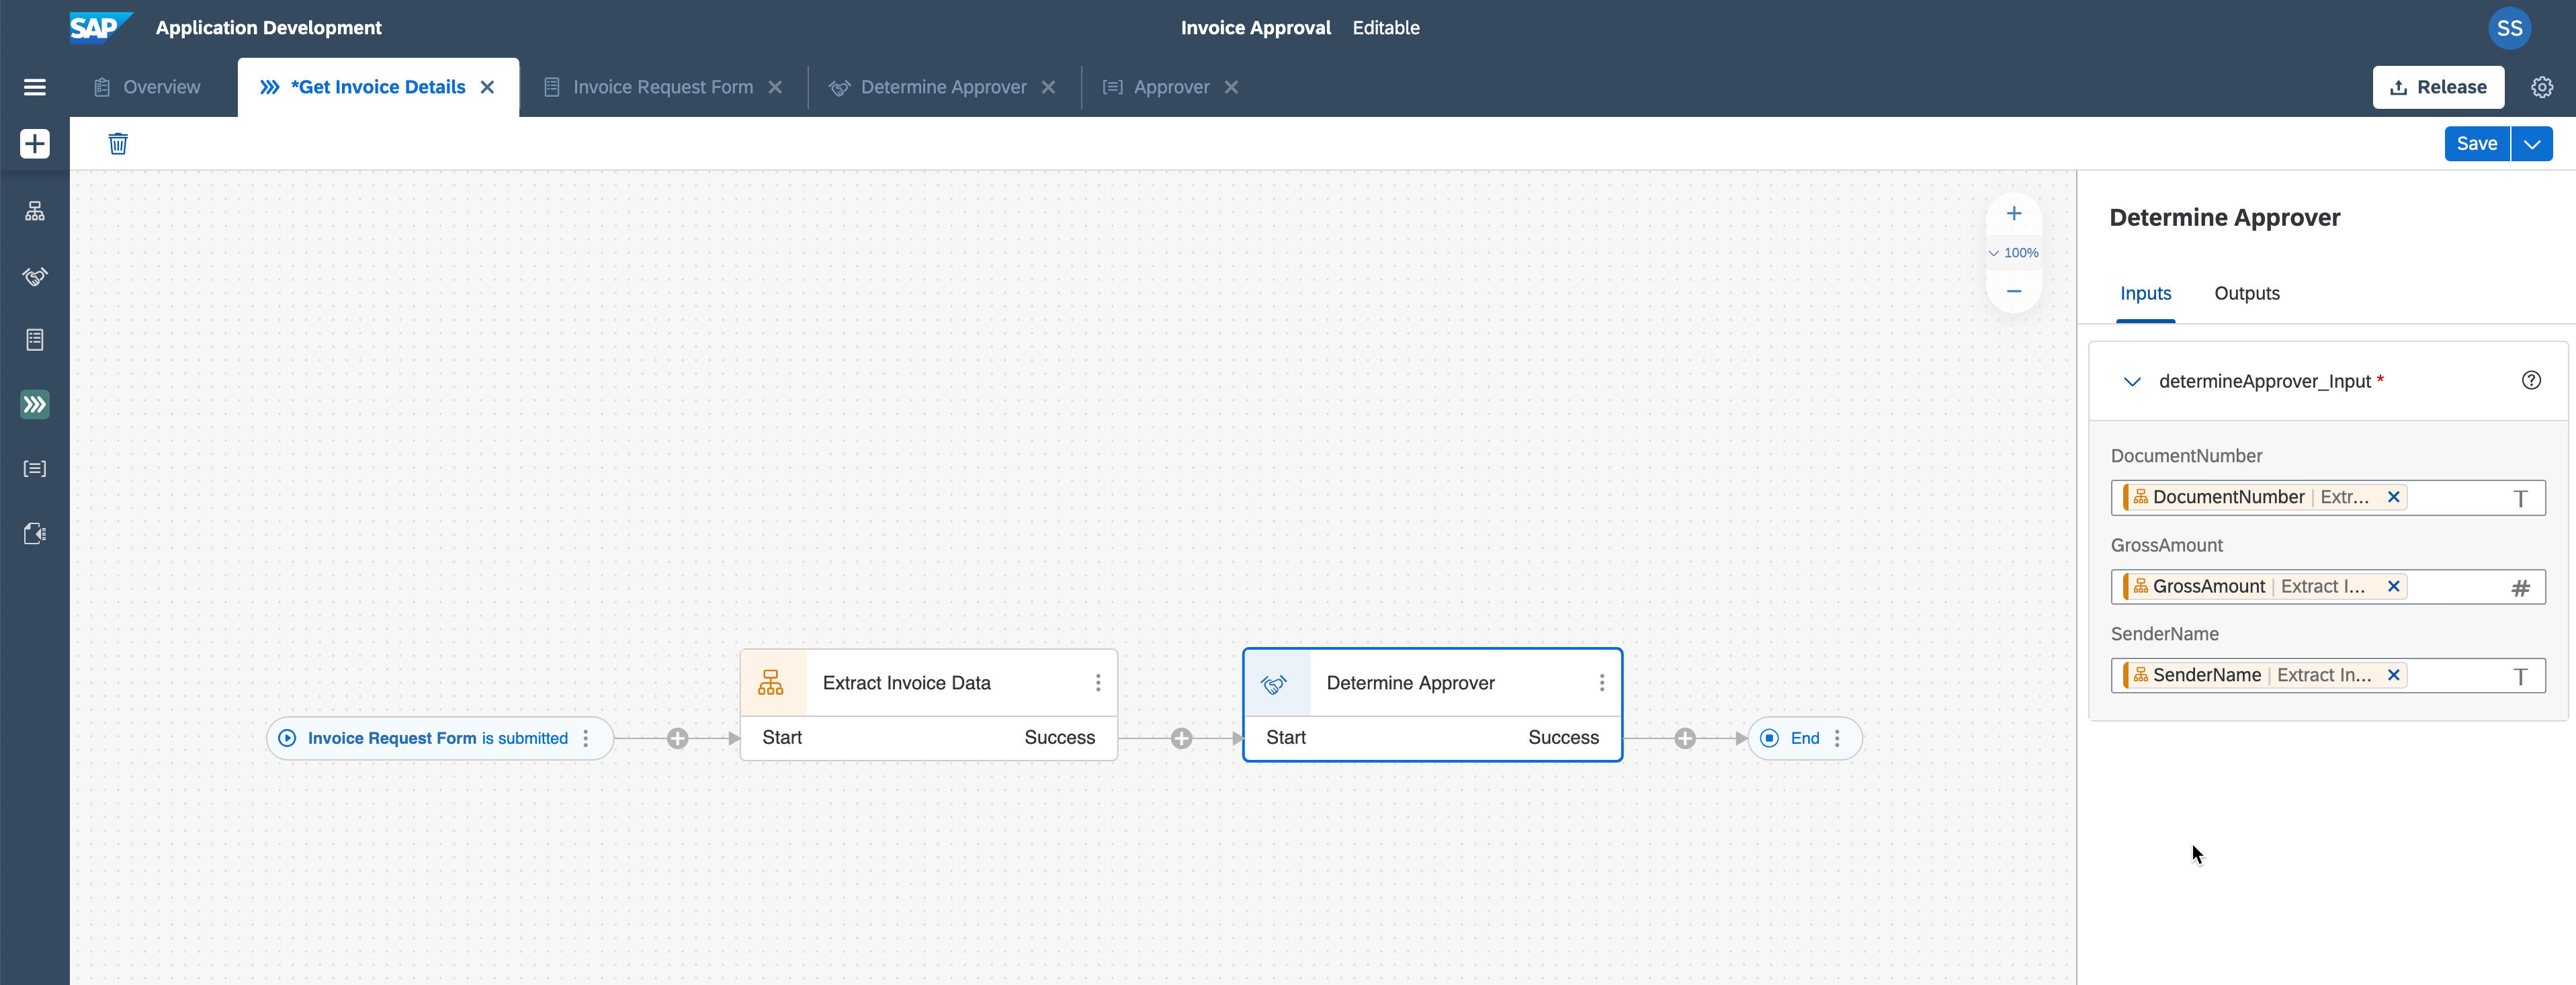 SAP Application Development Invoice Approval Editable SS
Overview *Get Invoice Details Invoice Request Form Determine Approver Approver Release
Save
Determine Approver
100%
Inputs Outputs
determineApprover_Input *
DocumentNumber
DocumentNumber | Extr... T
GrossAmount
GrossAmount | Extract I... #
SenderName
SenderName | Extract In... T
Extract Invoice Data
Start Success
Determine Approver
Start Success
Invoice Request Form is submitted
End